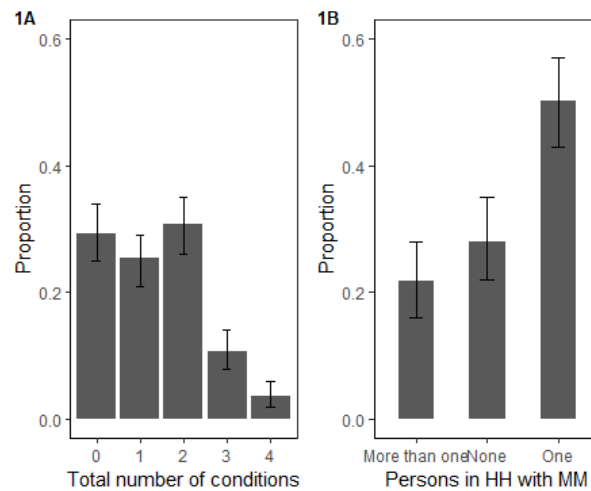 1A
0.6
0.4
0.2
0.0
Proportion
0 1 2 3 4
Total number of conditions
1B
0.6
0.4
0.2
0.0
Proportion
More than one None One
Persons in HH with MM